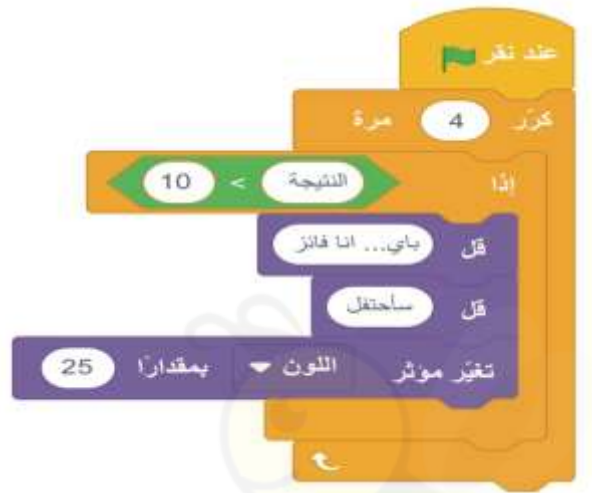 عند نقر
كرّر 4 مرة
إذا النتيجة < 10
قل باي... انا فائز
قل سأحتفل
تغيّر مؤثر اللون بمقدارًا 25